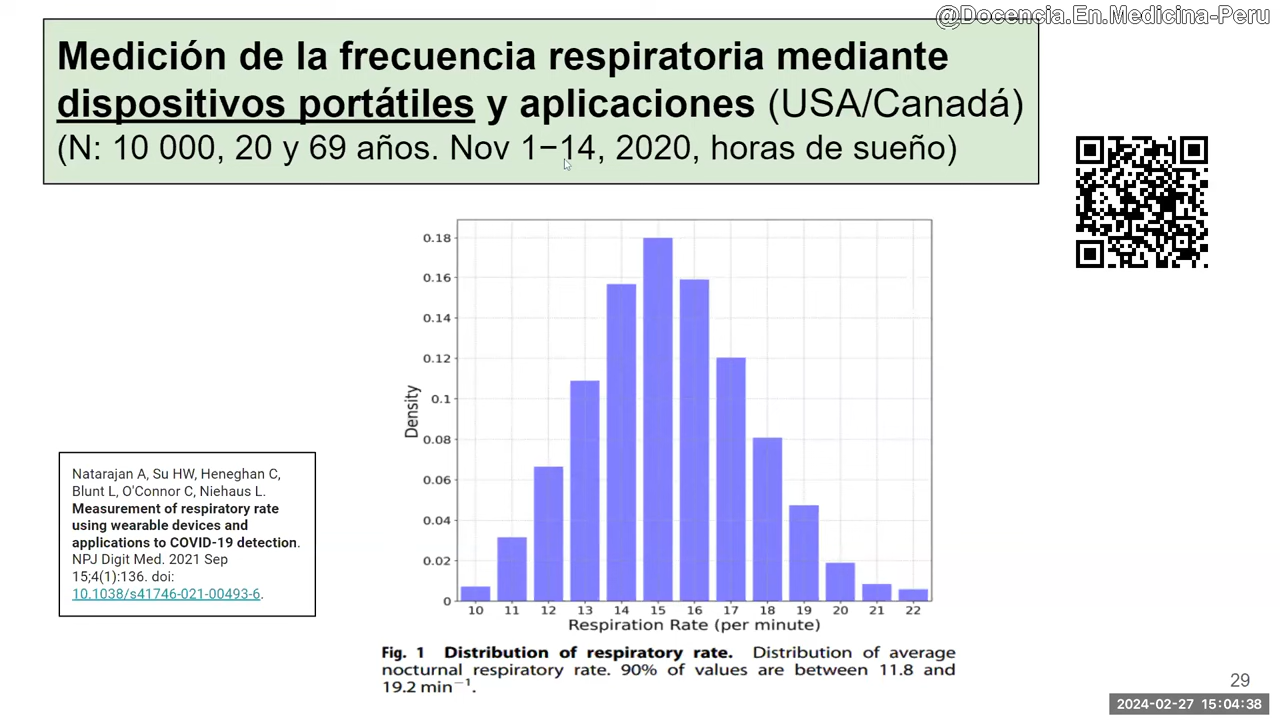 @Docencia.En.Medicina-Peru
Medición de la frecuencia respiratoria mediante
dispositivos portátiles y aplicaciones (USA/Canadá)
(N: 10 000, 20 y 69 años. Nov 1−14, 2020, horas de sueño)
0.18
0.16
0.14
0.12
0.1
0.08
0.06
0.04
0.02
0
Density
10 11 12 13 14 15 16 17 18 19 20 21 22
Respiration Rate (per minute)
Natarajan A, Su HW, Heneghan C,
Blunt L, O'Connor C, Niehaus L.
Measurement of respiratory rate
using wearable devices and
applications to COVID-19 detection.
NPJ Digit Med. 2021 Sep
15;4(1):136. doi:
10.1038/s41746-021-00493-6.
Fig. 1 Distribution of respiratory rate. Distribution of average
nocturnal respiratory rate. 90% of values are between 11.8 and
19.2 min⁻¹.
29
2024-02-27 15:04:38